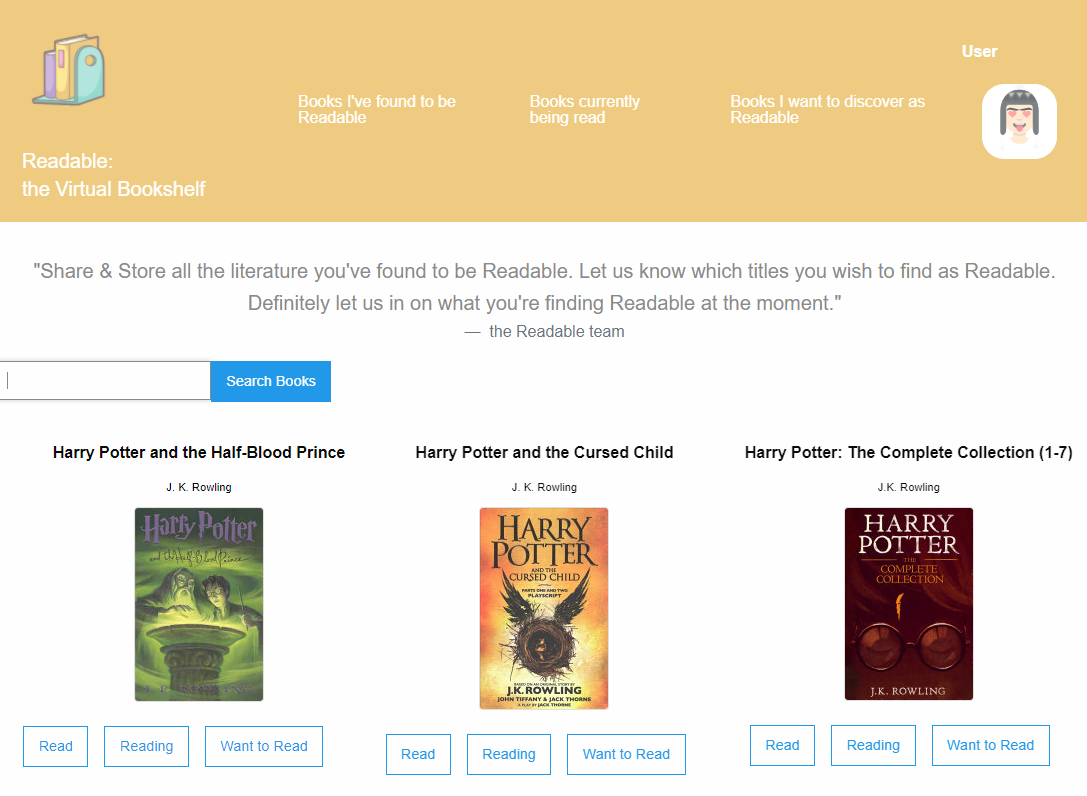 User
Books I've found to be
Readable
Books currently
being read
Books I want to discover as
Readable
Readable:
the Virtual Bookshelf
"Share & Store all the literature you've found to be Readable. Let us know which titles you wish to find as Readable.
Definitely let us in on what you're finding Readable at the moment."
— the Readable team
Search Books
Harry Potter and the Half-Blood Prince
J. K. Rowling
Harry Potter
and the Half-Blood Prince
Read
Reading
Want to Read
Harry Potter and the Cursed Child
J. K. Rowling
HARRY
POTTER
AND THE
CURSED CHILD
PARTS ONE AND TWO
PLAYSCRIPT
BASED ON AN ORIGINAL STORY BY
J.K. ROWLING
JOHN TIFFANY & JACK THORNE
A PLAY BY JACK THORNE
Read
Reading
Want to Read
Harry Potter: The Complete Collection (1-7)
J.K. Rowling
HARRY
POTTER
THE
COMPLETE
COLLECTION
J.K. ROWLING
Read
Reading
Want to Read